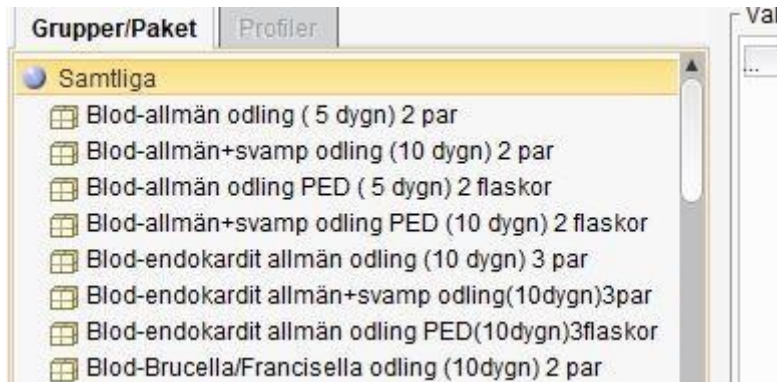 Grupper/Paket Profiler
Samtliga
Blod-allmän odling ( 5 dygn) 2 par
Blod-allmän+svamp odling (10 dygn) 2 par
Blod-allmän odling PED ( 5 dygn) 2 flaskor
Blod-allmän+svamp odling PED (10 dygn) 2 flaskor
Blod-endokardit allmän odling (10 dygn) 3 par
Blod-endokardit allmän+svamp odling(10dygn)3par
Blod-endokardit allmän odling PED(10dygn)3flaskor
Blod-Brucella/Francisella odling (10dygn) 2 par
...